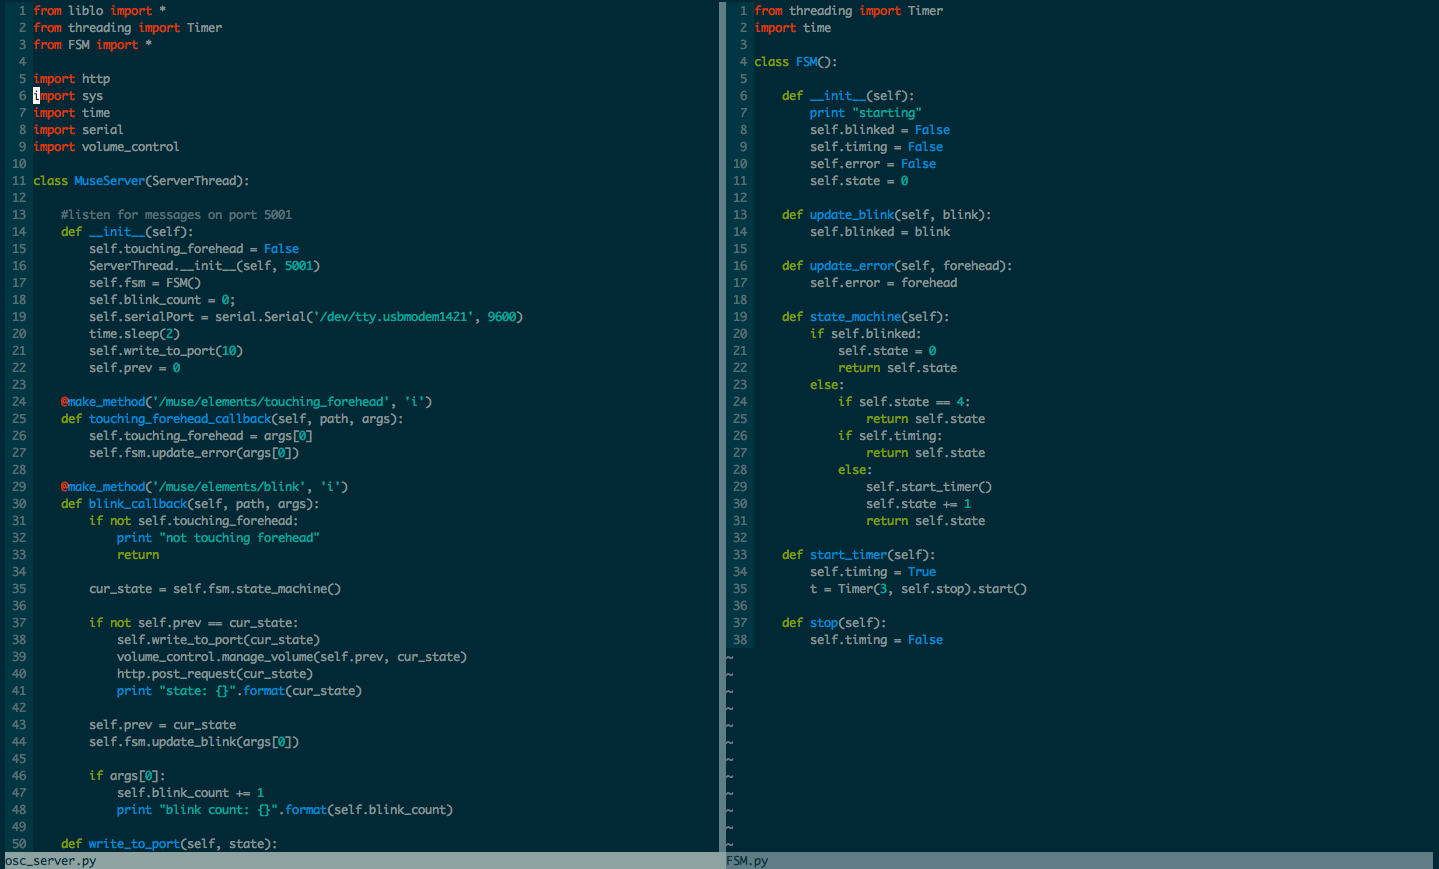 1 from liblo import *
2 from threading import Timer
3 from FSM import *
4
5 import http
6 import sys
7 import time
8 import serial
9 import volume_control
10
11 class MuseServer(ServerThread):
12
13     #listen for messages on port 5001
14     def __init__(self):
15         self.touching_forehead = False
16         ServerThread.__init__(self, 5001)
17         self.fsm = FSM()
18         self.blink_count = 0;
19         self.serialPort = serial.Serial('/dev/tty.usbmodem1421', 9600)
20         time.sleep(2)
21         self.write_to_port(10)
22         self.prev = 0
23
24     @make_method('/muse/elements/touching_forehead', 'i')
25     def touching_forehead_callback(self, path, args):
26         self.touching_forehead = args[0]
27         self.fsm.update_error(args[0])
28
29     @make_method('/muse/elements/blink', 'i')
30     def blink_callback(self, path, args):
31         if not self.touching_forehead:
32             print "not touching forehead"
33             return
34
35         cur_state = self.fsm.state_machine()
36
37         if not self.prev == cur_state:
38             self.write_to_port(cur_state)
39             volume_control.manage_volume(self.prev, cur_state)
40             http.post_request(cur_state)
41             print "state: {}".format(cur_state)
42
43         self.prev = cur_state
44         self.fsm.update_blink(args[0])
45
46         if args[0]:
47             self.blink_count += 1
48             print "blink count: {}".format(self.blink_count)
49
50     def write_to_port(self, state):
osc_server.py
1 from threading import Timer
2 import time
3
4 class FSM():
5
6     def __init__(self):
7         print "starting"
8         self.blinked = False
9         self.timing = False
10         self.error = False
11         self.state = 0
12
13     def update_blink(self, blink):
14         self.blinked = blink
15
16     def update_error(self, forehead):
17         self.error = forehead
18
19     def state_machine(self):
20         if self.blinked:
21             self.state = 0
22             return self.state
23         else:
24             if self.state == 4:
25                 return self.state
26             if self.timing:
27                 return self.state
28             else:
29                 self.start_timer()
30                 self.state += 1
31                 return self.state
32
33     def start_timer(self):
34         self.timing = True
35         t = Timer(3, self.stop).start()
36
37     def stop(self):
38         self.timing = False
~
~
~
~
~
~
~
~
~
~
~
~
FSM.py